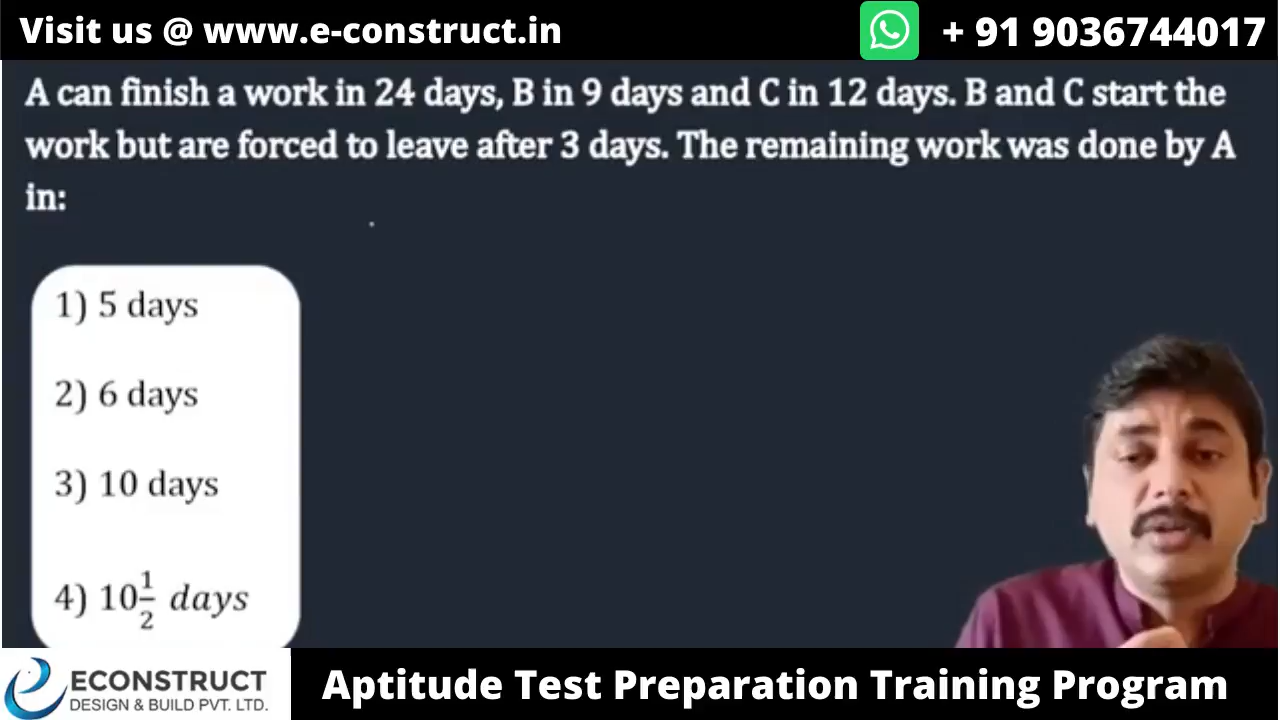 Visit us @ www.e-construct.in
+ 91 9036744017
A can finish a work in 24 days, B in 9 days and C in 12 days. B and C start the
work but are forced to leave after 3 days. The remaining work was done by A
in:
1) 5 days
2) 6 days
3) 10 days
4) 10 1/2 days
ECONSTRUCT
DESIGN & BUILD PVT. LTD.
Aptitude Test Preparation Training Program